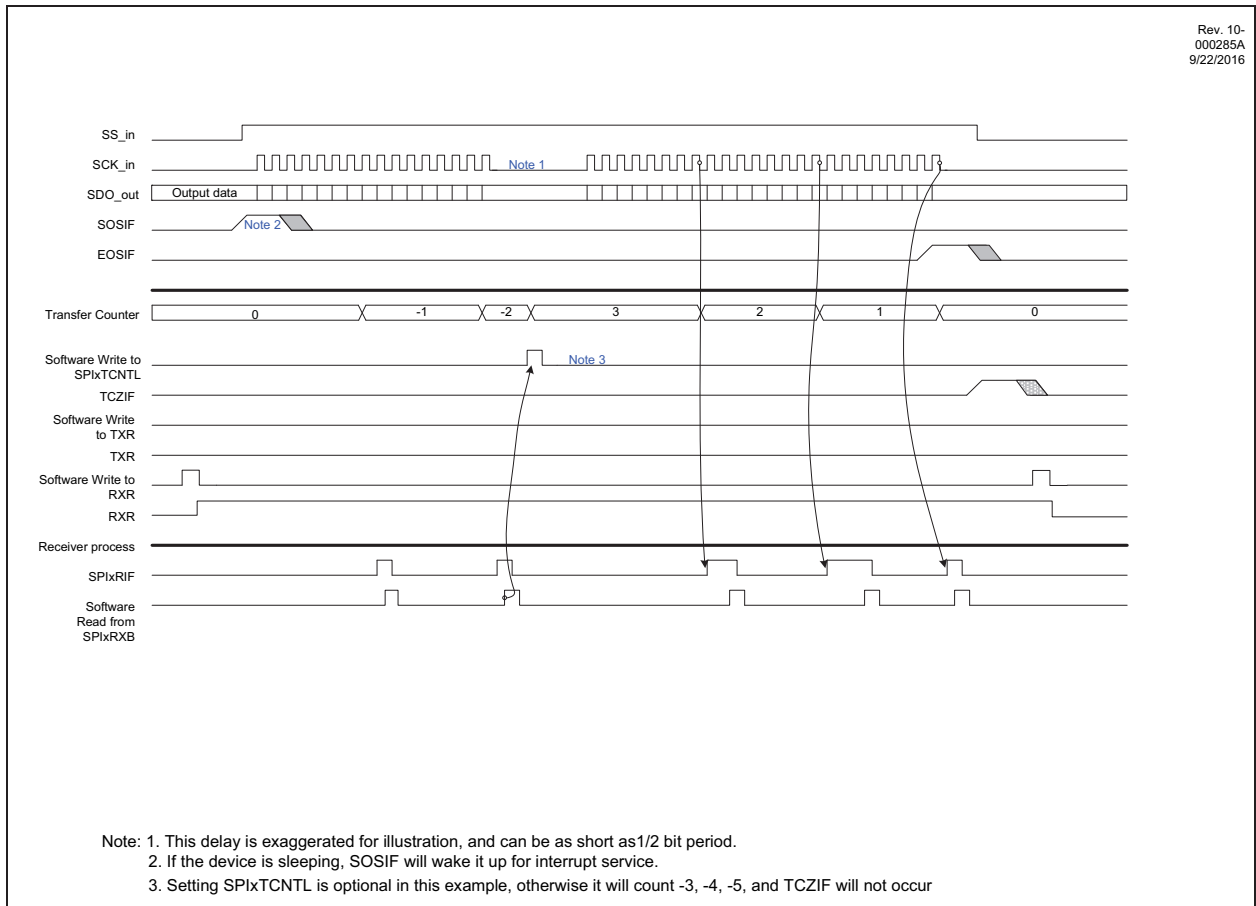 Rev. 10-
000285A
9/22/2016
SS_in
SCK_in
Note 1
SDO_out
Output data
SOSIF
Note 2
EOSIF
Transfer Counter
0 -1 -2 3 2 1 0
Software Write to
SPIxTCNTL
Note 3
TCZIF
Software Write
to TXR
TXR
Software Write to
RXR
RXR
Receiver process
SPIxRIF
Software
Read from
SPIxRXB
Note: 1. This delay is exaggerated for illustration, and can be as short as1/2 bit period.
2. If the device is sleeping, SOSIF will wake it up for interrupt service.
3. Setting SPIxTCNTL is optional in this example, otherwise it will count -3, -4, -5, and TCZIF will not occur